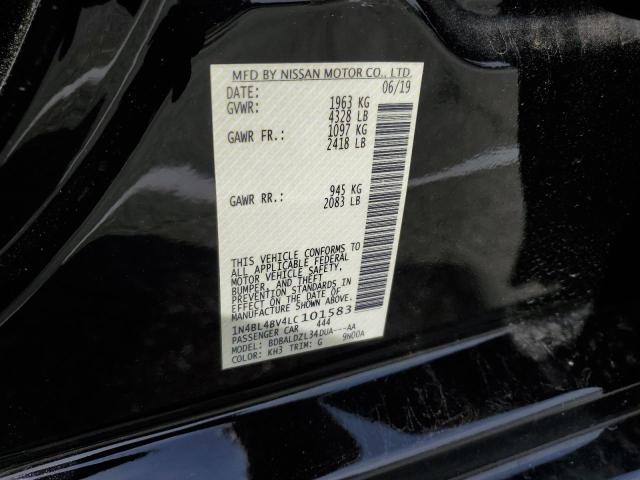 MFD BY NISSAN MOTOR CO., LTD.
DATE: 06/19
GVWR: 1963 KG
4328 LB
GAWR FR.: 1097 KG
2418 LB
GAWR RR.: 945 KG
2083 LB
THIS VEHICLE CONFORMS TO
ALL APPLICABLE FEDERAL
MOTOR VEHICLE SAFETY,
BUMPER, AND THEFT
PREVENTION STANDARDS IN
EFFECT ON THE DATE OF
MANUFACTURE SHOWN ABOVE.
1N4BL4BV4LC101583
PASSENGER CAR 444
MODEL: BDBALDZL34DUA---AA
COLOR: KH3 TRIM: G 9N00A